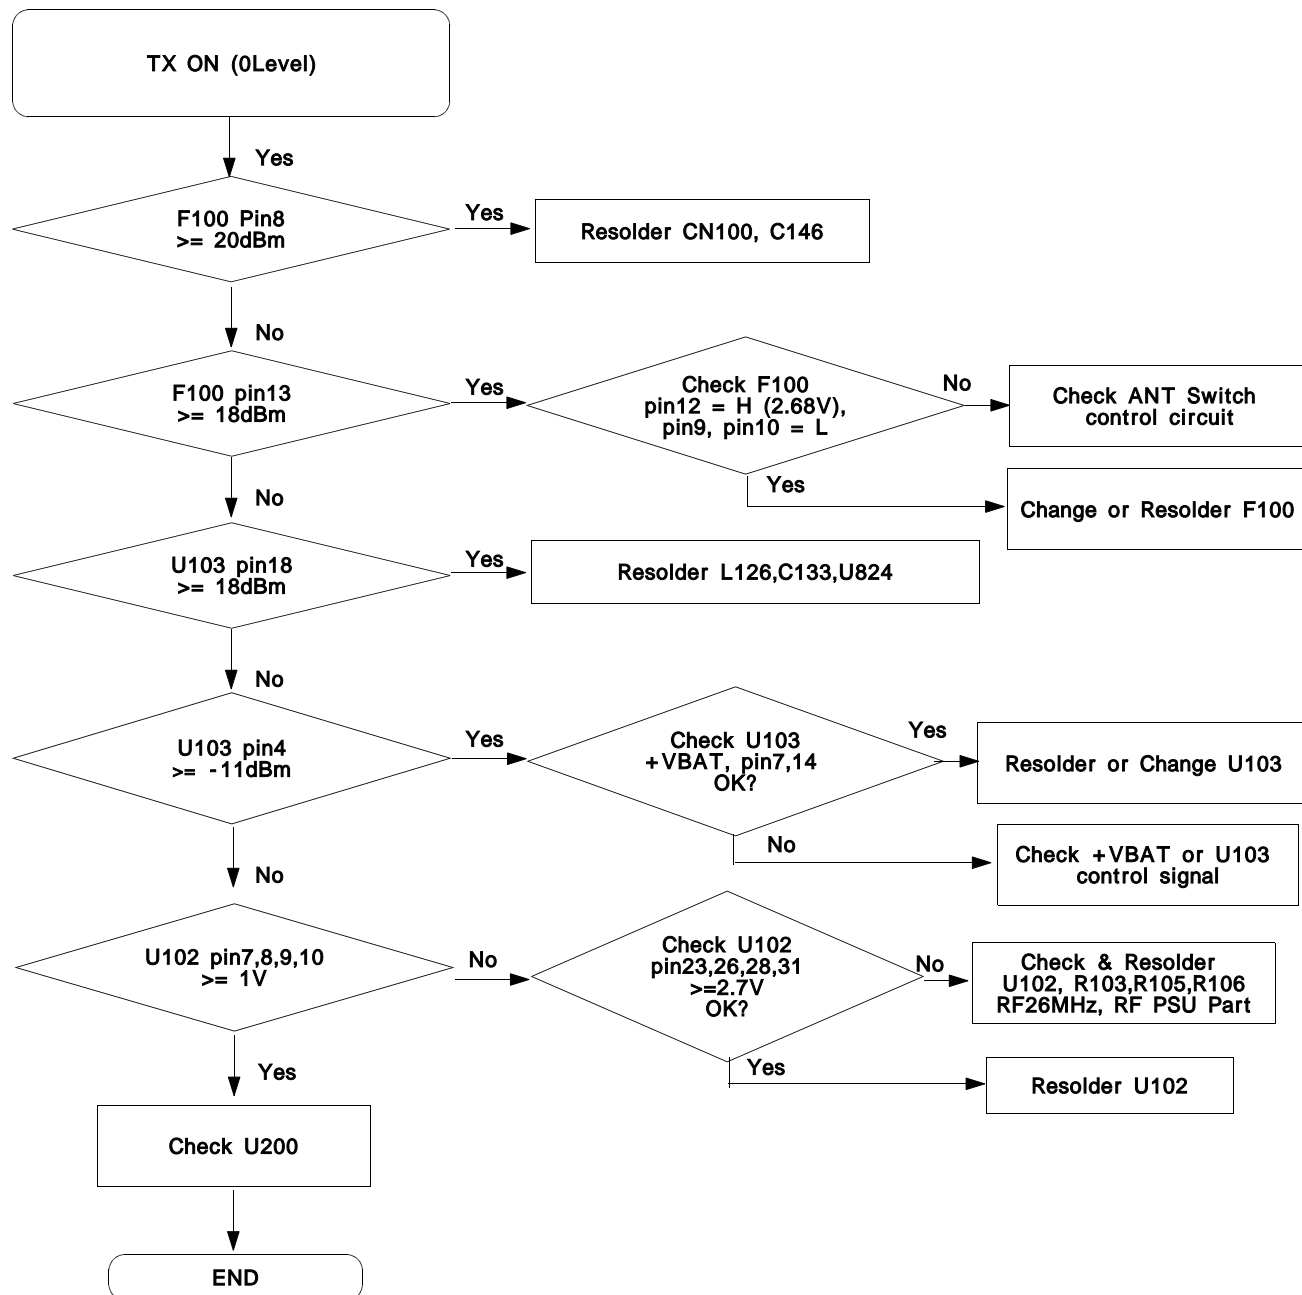 TX ON (0Level)
Yes
F100 Pin8
>= 20dBm
Yes
Resolder CN100, C146
No
F100 pin13
>= 18dBm
Yes
Check F100
pin12 = H (2.68V),
pin9, pin10 = L
No
Check ANT Switch
control circuit
Yes
Change or Resolder F100
No
U103 pin18
>= 18dBm
Yes
Resolder L126,C133,U824
No
U103 pin4
>= -11dBm
Yes
Check U103
+VBAT, pin7,14
OK?
Yes
Resolder or Change U103
No
Check +VBAT or U103
control signal
No
U102 pin7,8,9,10
>= 1V
No
Check U102
pin23,26,28,31
>=2.7V
OK?
No
Check & Resolder
U102, R103,R105,R106
RF26MHz, RF PSU Part
Yes
Resolder U102
Yes
Check U200
END